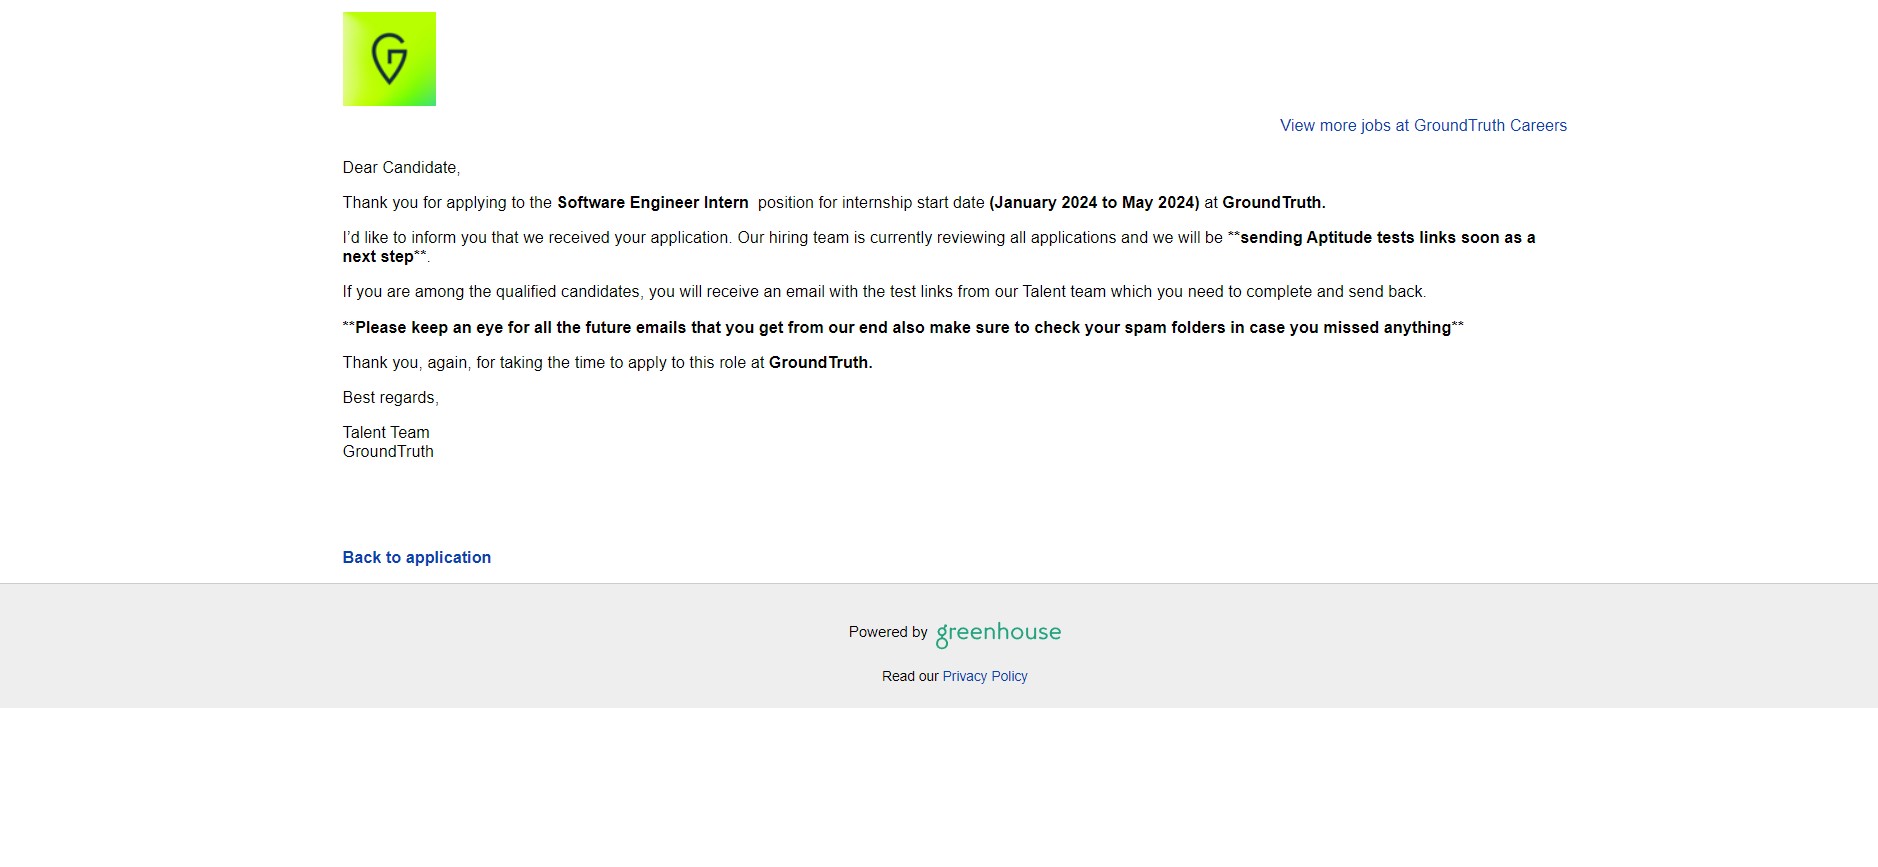 View more jobs at GroundTruth Careers
Dear Candidate,
Thank you for applying to the Software Engineer Intern  position for internship start date (January 2024 to May 2024) at GroundTruth.
I’d like to inform you that we received your application. Our hiring team is currently reviewing all applications and we will be **sending Aptitude tests links soon as a
next step**.
If you are among the qualified candidates, you will receive an email with the test links from our Talent team which you need to complete and send back.
**Please keep an eye for all the future emails that you get from our end also make sure to check your spam folders in case you missed anything**
Thank you, again, for taking the time to apply to this role at GroundTruth.
Best regards,
Talent Team
GroundTruth
Back to application
Powered by greenhouse
Read our Privacy Policy